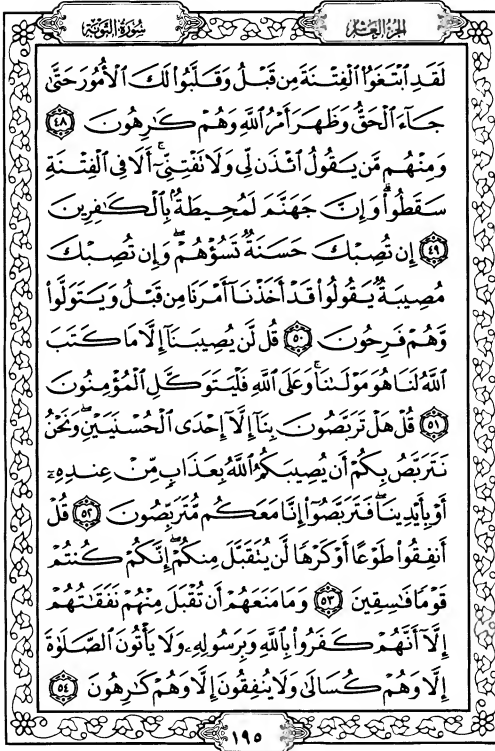 سُورَةُ التَّوْبَةِ
الجُزْءُ العَاشِرُ
لَقَدِ ٱبْتَغَوُا۟ ٱلْفِتْنَةَ مِن قَبْلُ وَقَلَّبُوا۟ لَكَ ٱلْأُمُورَ حَتَّىٰ
جَآءَ ٱلْحَقُّ وَظَهَرَ أَمْرُ ٱللَّهِ وَهُمْ كَٰرِهُونَ ٤٨
وَمِنْهُم مَّن يَقُولُ ٱئْذَن لِّى وَلَا تَفْتِنِّىٓ ۚ أَلَا فِى ٱلْفِتْنَةِ
سَقَطُوا۟ ۗ وَإِنَّ جَهَنَّمَ لَمُحِيطَةٌۢ بِٱلْكَٰفِرِينَ
٤٩ إِن تُصِبْكَ حَسَنَةٌ تَسُؤْهُمْ ۖ وَإِن تُصِبْكَ
مُصِيبَةٌ يَقُولُوا۟ قَدْ أَخَذْنَآ أَمْرَنَا مِن قَبْلُ وَيَتَوَلَّوا۟
وَّهُمْ فَرِحُونَ ٥٠ قُل لَّن يُصِيبَنَآ إِلَّا مَا كَتَبَ
ٱللَّهُ لَنَا هُوَ مَوْلَىٰنَا ۚ وَعَلَى ٱللَّهِ فَلْيَتَوَكَّلِ ٱلْمُؤْمِنُونَ
٥١ قُلْ هَلْ تَرَبَّصُونَ بِنَآ إِلَّآ إِحْدَى ٱلْحُسْنَيَيْنِ ۖ وَنَحْنُ
نَتَرَبَّصُ بِكُمْ أَن يُصِيبَكُمُ ٱللَّهُ بِعَذَابٍ مِّنْ عِندِهِۦٓ
أَوْ بِأَيْدِينَا ۖ فَتَرَبَّصُوٓا۟ إِنَّا مَعَكُم مُّتَرَبِّصُونَ ٥٢ قُلْ
أَنفِقُوا۟ طَوْعًا أَوْ كَرْهًا لَّن يُتَقَبَّلَ مِنكُمْ ۖ إِنَّكُمْ كُنتُمْ
قَوْمًا فَٰسِقِينَ ٥٣ وَمَا مَنَعَهُمْ أَن تُقْبَلَ مِنْهُمْ نَفَقَٰتُهُمْ
إِلَّآ أَنَّهُمْ كَفَرُوا۟ بِٱللَّهِ وَبِرَسُولِهِۦ وَلَا يَأْتُونَ ٱلصَّلَوٰةَ
إِلَّا وَهُمْ كُسَالَىٰ وَلَا يُنفِقُونَ إِلَّا وَهُمْ كَٰرِهُونَ ٥٤
١٩٥